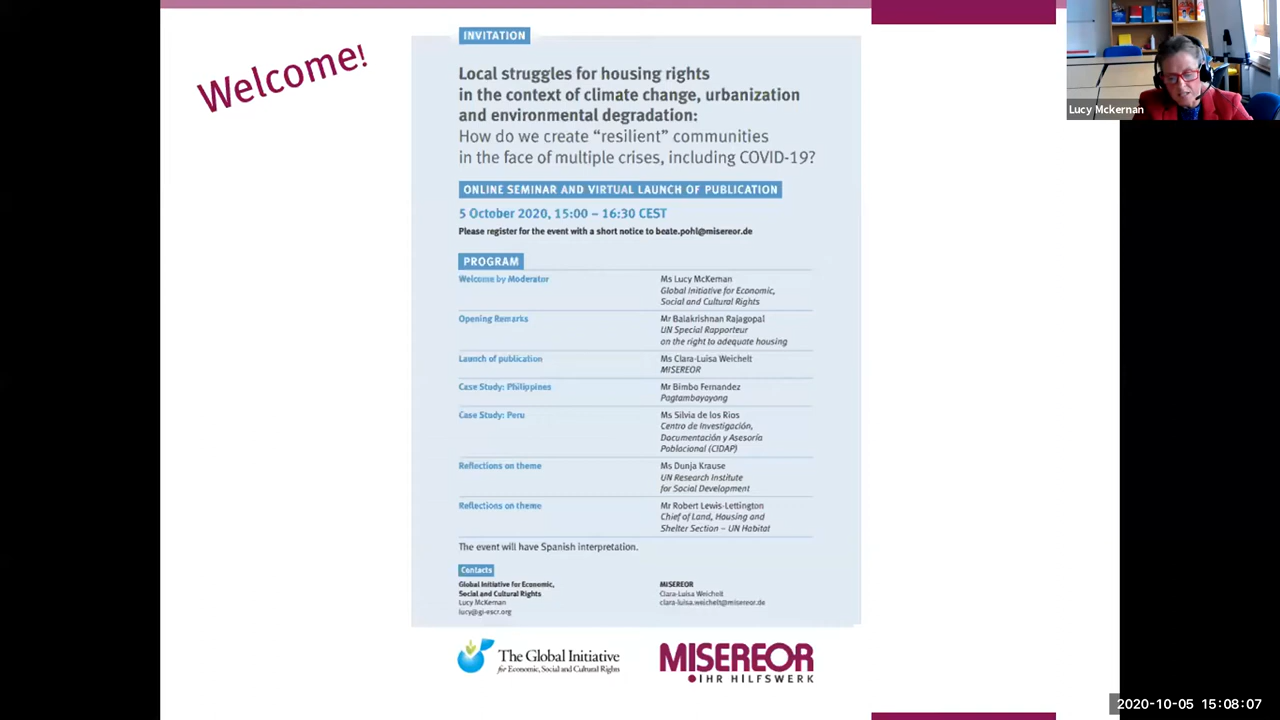 Welcome!
INVITATION
Local struggles for housing rights
in the context of climate change, urbanization
and environmental degradation:
How do we create “resilient” communities
in the face of multiple crises, including COVID-19?
ONLINE SEMINAR AND VIRTUAL LAUNCH OF PUBLICATION
5 October 2020, 15:00 – 16:30 CEST
Please register for the event with a short notice to beate.pohl@misereor.de
PROGRAM
Welcome by Moderator
Ms Lucy McKernan
Global Initiative for Economic,
Social and Cultural Rights
Opening Remarks
Mr Balakrishnan Rajagopal
UN Special Rapporteur
on the right to adequate housing
Launch of publication
Ms Clara-Luisa Weichelt
MISEREOR
Case Study: Philippines
Mr Bimbo Fernandez
Pagtambayayong
Case Study: Peru
Ms Silvia de los Rios
Centro de Investigación,
Documentación y Asesoría
Poblacional (CIDAP)
Reflections on theme
Ms Dunja Krause
UN Research Institute
for Social Development
Reflections on theme
Mr Robert Lewis-Lettington
Chief of Land, Housing and
Shelter Section – UN Habitat
The event will have Spanish interpretation.
Contacts
Global Initiative for Economic,
Social and Cultural Rights
Lucy McKernan
lucy@gi-escr.org
MISEREOR
Clara-Luisa Weichelt
clara-luisa.weichelt@misereor.de
The Global Initiative
for Economic, Social and Cultural Rights
MISEREOR
IHR HILFSWERK
Lucy Mckernan
2020-10-05 15:08:07